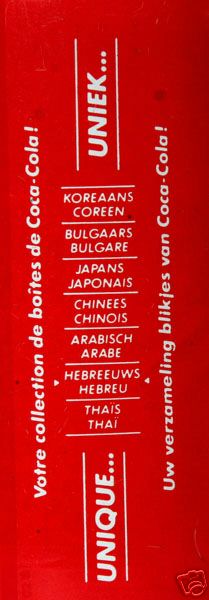 Votre collection de boîtes de Coca-Cola!
UNIQUE...
UNIEK...
KOREAANS
COREEN
BULGAARS
BULGARE
JAPANS
JAPONAIS
CHINEES
CHINOIS
ARABISCH
ARABE
HEBREEUWS
HEBREU
THAÏS
THAÏ
Uw verzameling blikjes van Coca-Cola!